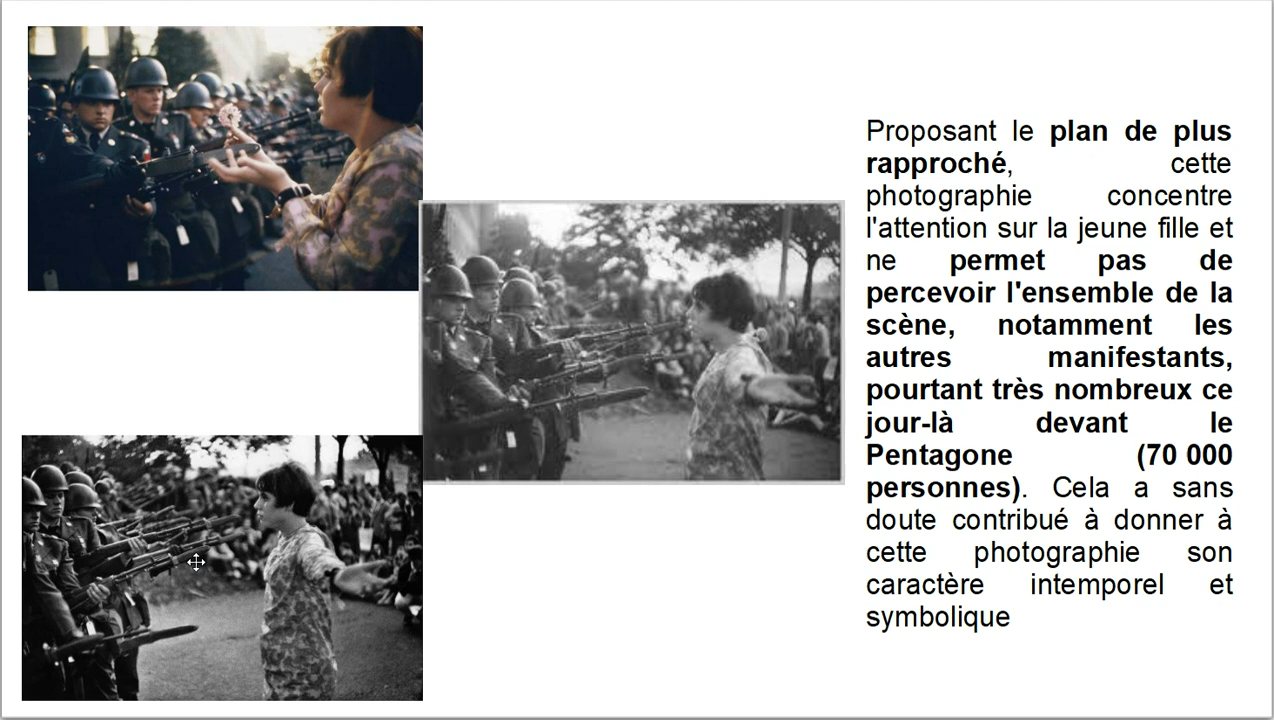 Proposant le plan de plus
rapproché, cette
photographie concentre
l'attention sur la jeune fille et
ne permet pas de
percevoir l'ensemble de la
scène, notamment les
autres manifestants,
pourtant très nombreux ce
jour-là devant le
Pentagone (70 000
personnes). Cela a sans
doute contribué à donner à
cette photographie son
caractère intemporel et
symbolique